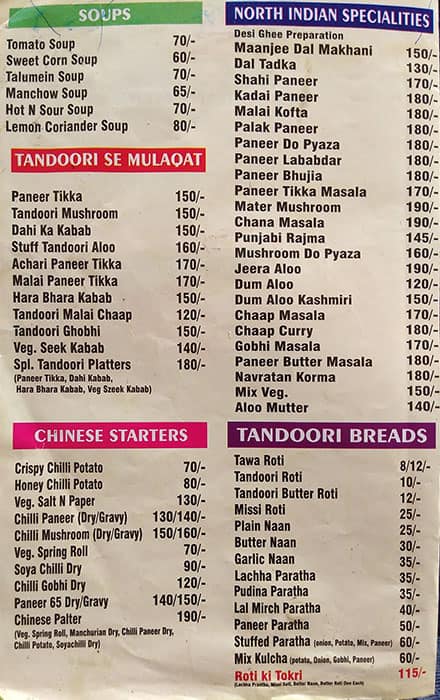 SOUPS
Tomato Soup 70/-
Sweet Corn Soup 60/-
Talumein Soup 70/-
Manchow Soup 65/-
Hot N Sour Soup 70/-
Lemon Coriander Soup 80/-
TANDOORI SE MULAQAT
Paneer Tikka 150/-
Tandoori Mushroom 150/-
Dahi Ka Kabab 150/-
Stuff Tandoori Aloo 160/-
Achari Paneer Tikka 170/-
Malai Paneer Tikka 170/-
Hara Bhara Kabab 150/-
Tandoori Malai Chaap 120/-
Tandoori Ghobhi 150/-
Veg. Seek Kabab 140/-
Spl. Tandoori Platters 180/-
(Paneer Tikka, Dahi Kabab,
Hara Bhara Kabab, Veg Szeek Kabab)
CHINESE STARTERS
Crispy Chilli Potato 70/-
Honey Chilli Potato 80/-
Veg. Salt N Paper 130/-
Chilli Paneer (Dry/Gravy) 130/140/-
Chilli Mushroom (Dry/Gravy) 150/160/-
Veg. Spring Roll 70/-
Soya Chilli Dry 90/-
Chilli Gobhi Dry 120/-
Paneer 65 Dry/Gravy 140/150/-
Chinese Palter 190/-
(Veg. Spring Roll, Manchurian Dry, Chilli Paneer Dry,
Chilli Potato, Soyachilli Dry)
NORTH INDIAN SPECIALITIES
Desi Ghee Preparation
Maanjee Dal Makhani 150/-
Dal Tadka 130/-
Shahi Paneer 170/-
Kadai Paneer 180/-
Malai Kofta 180/-
Palak Paneer 180/-
Paneer Do Pyaza 180/-
Paneer Lababdar 180/-
Paneer Bhujia 180/-
Paneer Tikka Masala 170/-
Mater Mushroom 190/-
Chana Masala 190/-
Punjabi Rajma 145/-
Mushroom Do Pyaza 160/-
Jeera Aloo 190/-
Dum Aloo 120/-
Dum Aloo Kashmiri 150/-
Chaap Masala 170/-
Chaap Curry 180/-
Gobhi Masala 170/-
Paneer Butter Masala 180/-
Navratan Korma 180/-
Mix Veg. 150/-
Aloo Mutter 140/-
TANDOORI BREADS
Tawa Roti 8/12/-
Tandoori Roti 10/-
Tandoori Butter Roti 12/-
Missi Roti 25/-
Plain Naan 25/-
Butter Naan 30/-
Garlic Naan 35/-
Lachha Paratha 35/-
Pudina Paratha 35/-
Lal Mirch Paratha 40/-
Paneer Paratha 50/-
Stuffed Paratha (onion, Potato, Mix, Paneer) 60/-
Mix Kulcha (potato, Onion, Gobhi, Paneer) 60/-
Roti ki Tokri 115/-
(Lachha Prantha, Missi Roti, Butter Naan, Butter Roti One Each)